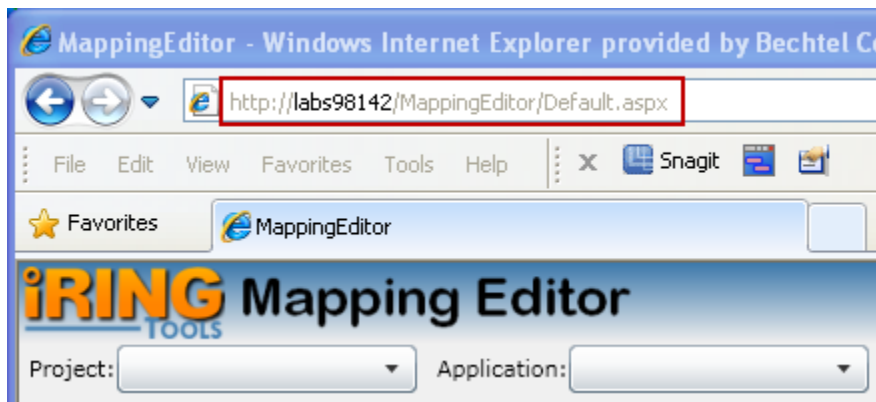 MappingEditor - Windows Internet Explorer provided by Bechtel
http://labs98142/MappingEditor/Default.aspx
File Edit View Favorites Tools Help x Snagit
Favorites MappingEditor
iRING TOOLS Mapping Editor
Project: Application: